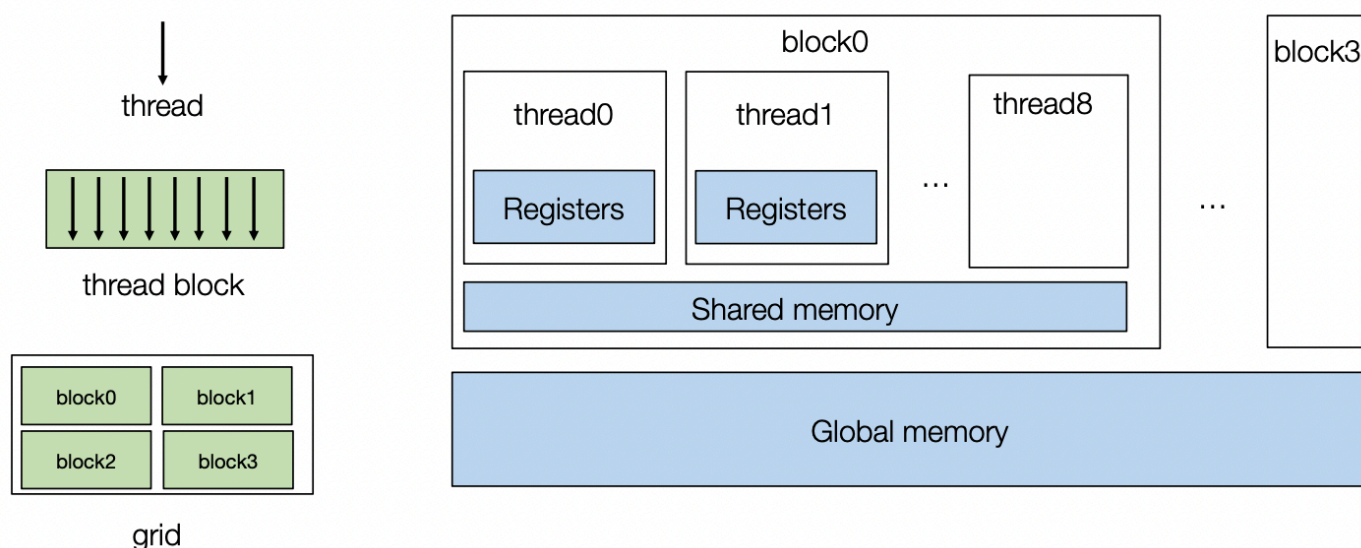 thread
thread block
block0
block1
block2
block3
grid
block0
thread0
thread1
thread8
Registers
Registers
...
Shared memory
...
block3
Global memory